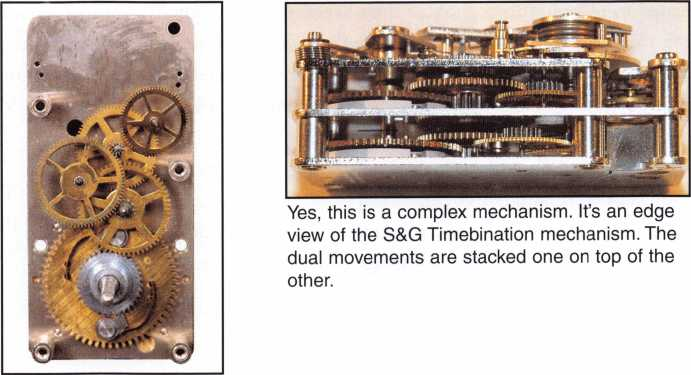 Yes, this is a complex mechanism. It's an edge
view of the S&G Timebination mechanism. The
dual movements are stacked one on top of the
other.